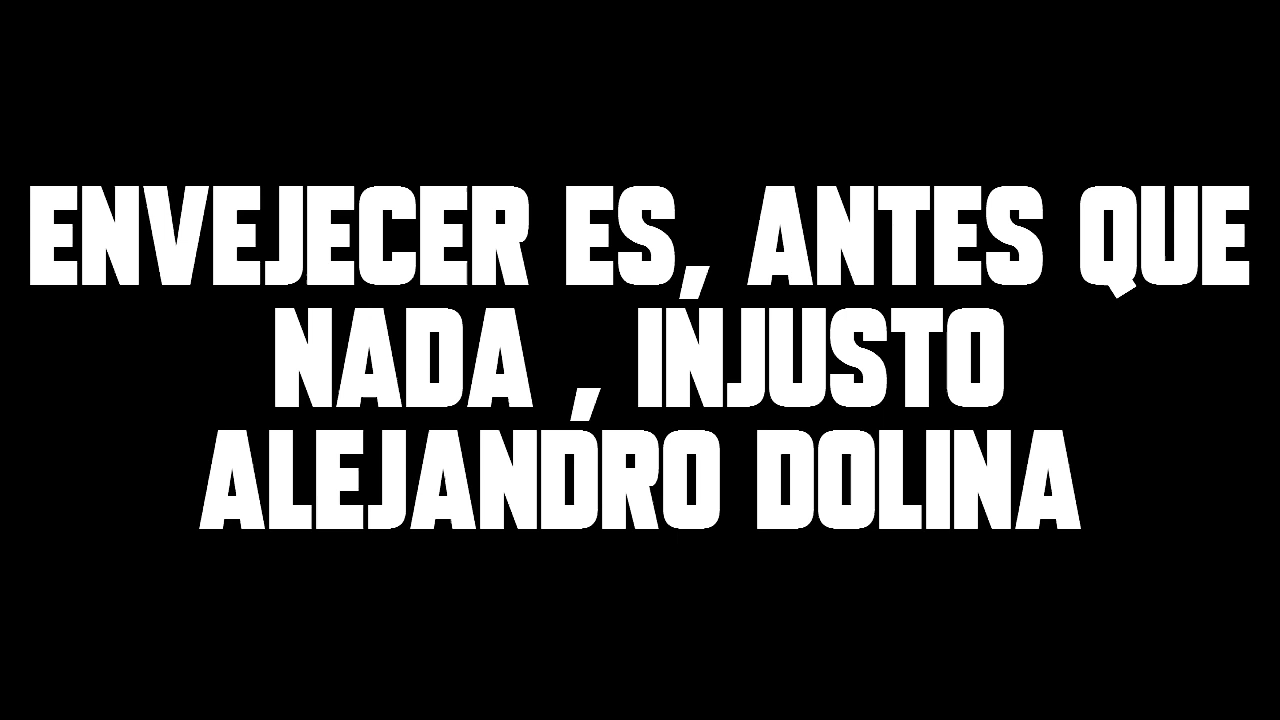 ENVEJECER ES, ANTES QUE
NADA , INJUSTO
ALEJANDRO DOLINA